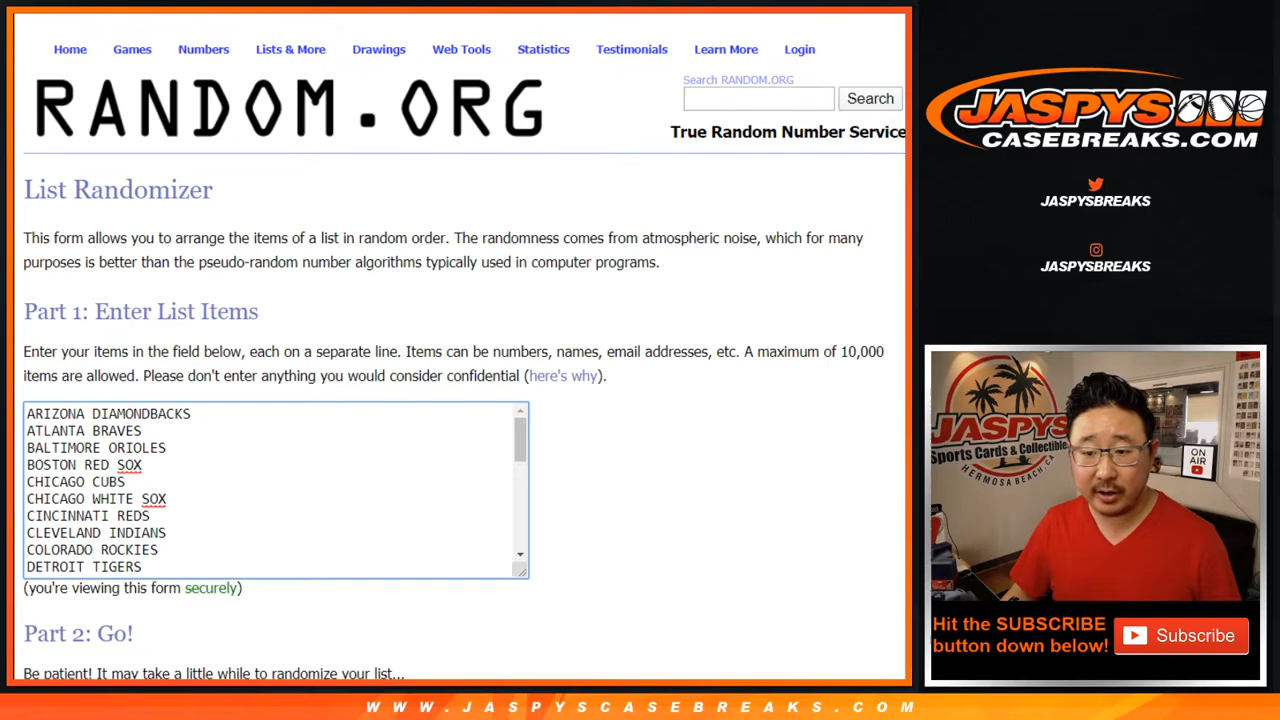 Home Games Numbers Lists & More Drawings Web Tools Statistics Testimonials Learn More Login
RANDOM.ORG
Search RANDOM.ORG
Search
True Random Number Service
List Randomizer
This form allows you to arrange the items of a list in random order. The randomness comes from atmospheric noise, which for many
purposes is better than the pseudo-random number algorithms typically used in computer programs.
Part 1: Enter List Items
Enter your items in the field below, each on a separate line. Items can be numbers, names, email addresses, etc. A maximum of 10,000
items are allowed. Please don't enter anything you would consider confidential (here's why).
ARIZONA DIAMONDBACKS
ATLANTA BRAVES
BALTIMORE ORIOLES
BOSTON RED SOX
CHICAGO CUBS
CHICAGO WHITE SOX
CINCINNATI REDS
CLEVELAND INDIANS
COLORADO ROCKIES
DETROIT TIGERS
(you're viewing this form securely)
Part 2: Go!
Be patient! It may take a little while to randomize your list...
JASPYS
CASEBREAKS.COM
JASPYSBREAKS
JASPYSBREAKS
JASPYS
Sports Cards & Collectible
HERMOSA BEACH, CA
ON
AIR
Hit the SUBSCRIBE
button down below!
Subscribe
WWW.JASPYSCASEBREAKS.COM